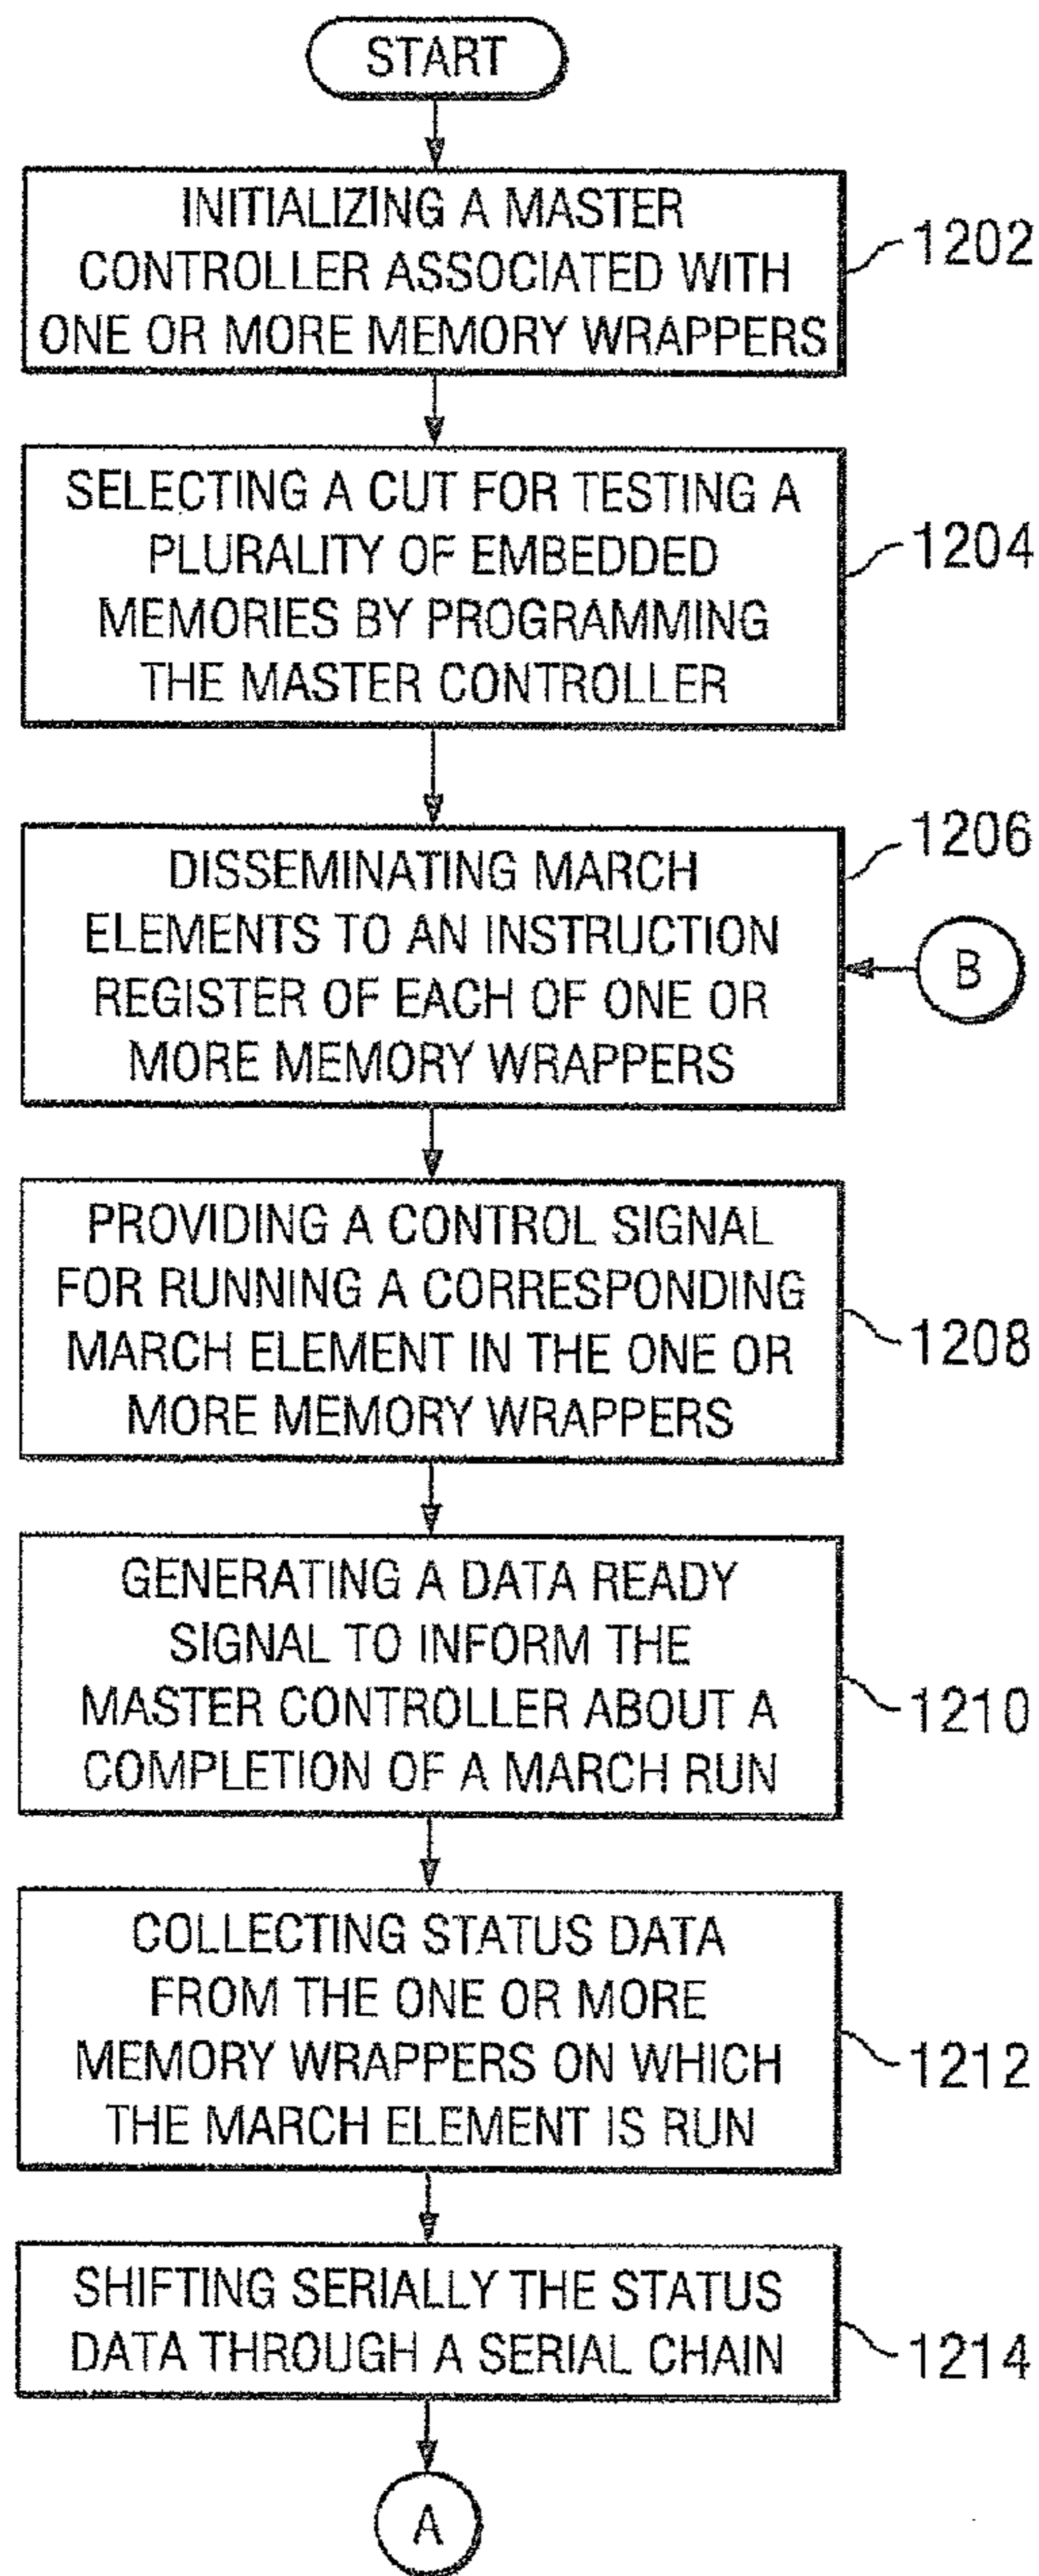 START
INITIALIZING A MASTER
CONTROLLER ASSOCIATED WITH
ONE OR MORE MEMORY WRAPPERS
1202
SELECTING A CUT FOR TESTING A
PLURALITY OF EMBEDDED
MEMORIES BY PROGRAMMING
THE MASTER CONTROLLER
1204
DISSEMINATING MARCH
ELEMENTS TO AN INSTRUCTION
REGISTER OF EACH OF ONE OR
MORE MEMORY WRAPPERS
1206
B
PROVIDING A CONTROL SIGNAL
FOR RUNNING A CORRESPONDING
MARCH ELEMENT IN THE ONE OR
MORE MEMORY WRAPPERS
1208
GENERATING A DATA READY
SIGNAL TO INFORM THE
MASTER CONTROLLER ABOUT A
COMPLETION OF A MARCH RUN
1210
COLLECTING STATUS DATA
FROM THE ONE OR MORE
MEMORY WRAPPERS ON WHICH
THE MARCH ELEMENT IS RUN
1212
SHIFTING SERIALLY THE STATUS
DATA THROUGH A SERIAL CHAIN
1214
A